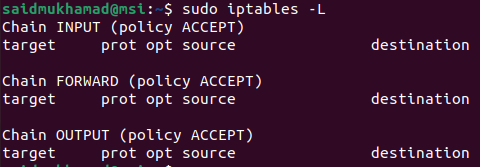 saidmukhamad@msi:~$ sudo iptables -L
Chain INPUT (policy ACCEPT)
target     prot opt source               destination

Chain FORWARD (policy ACCEPT)
target     prot opt source               destination

Chain OUTPUT (policy ACCEPT)
target     prot opt source               destination